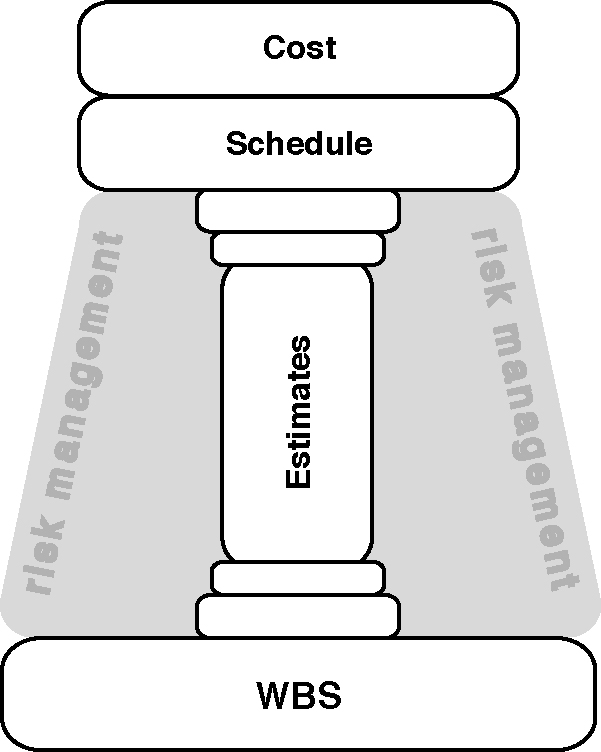 Cost
Schedule
risk management
risk management
Estimates
WBS